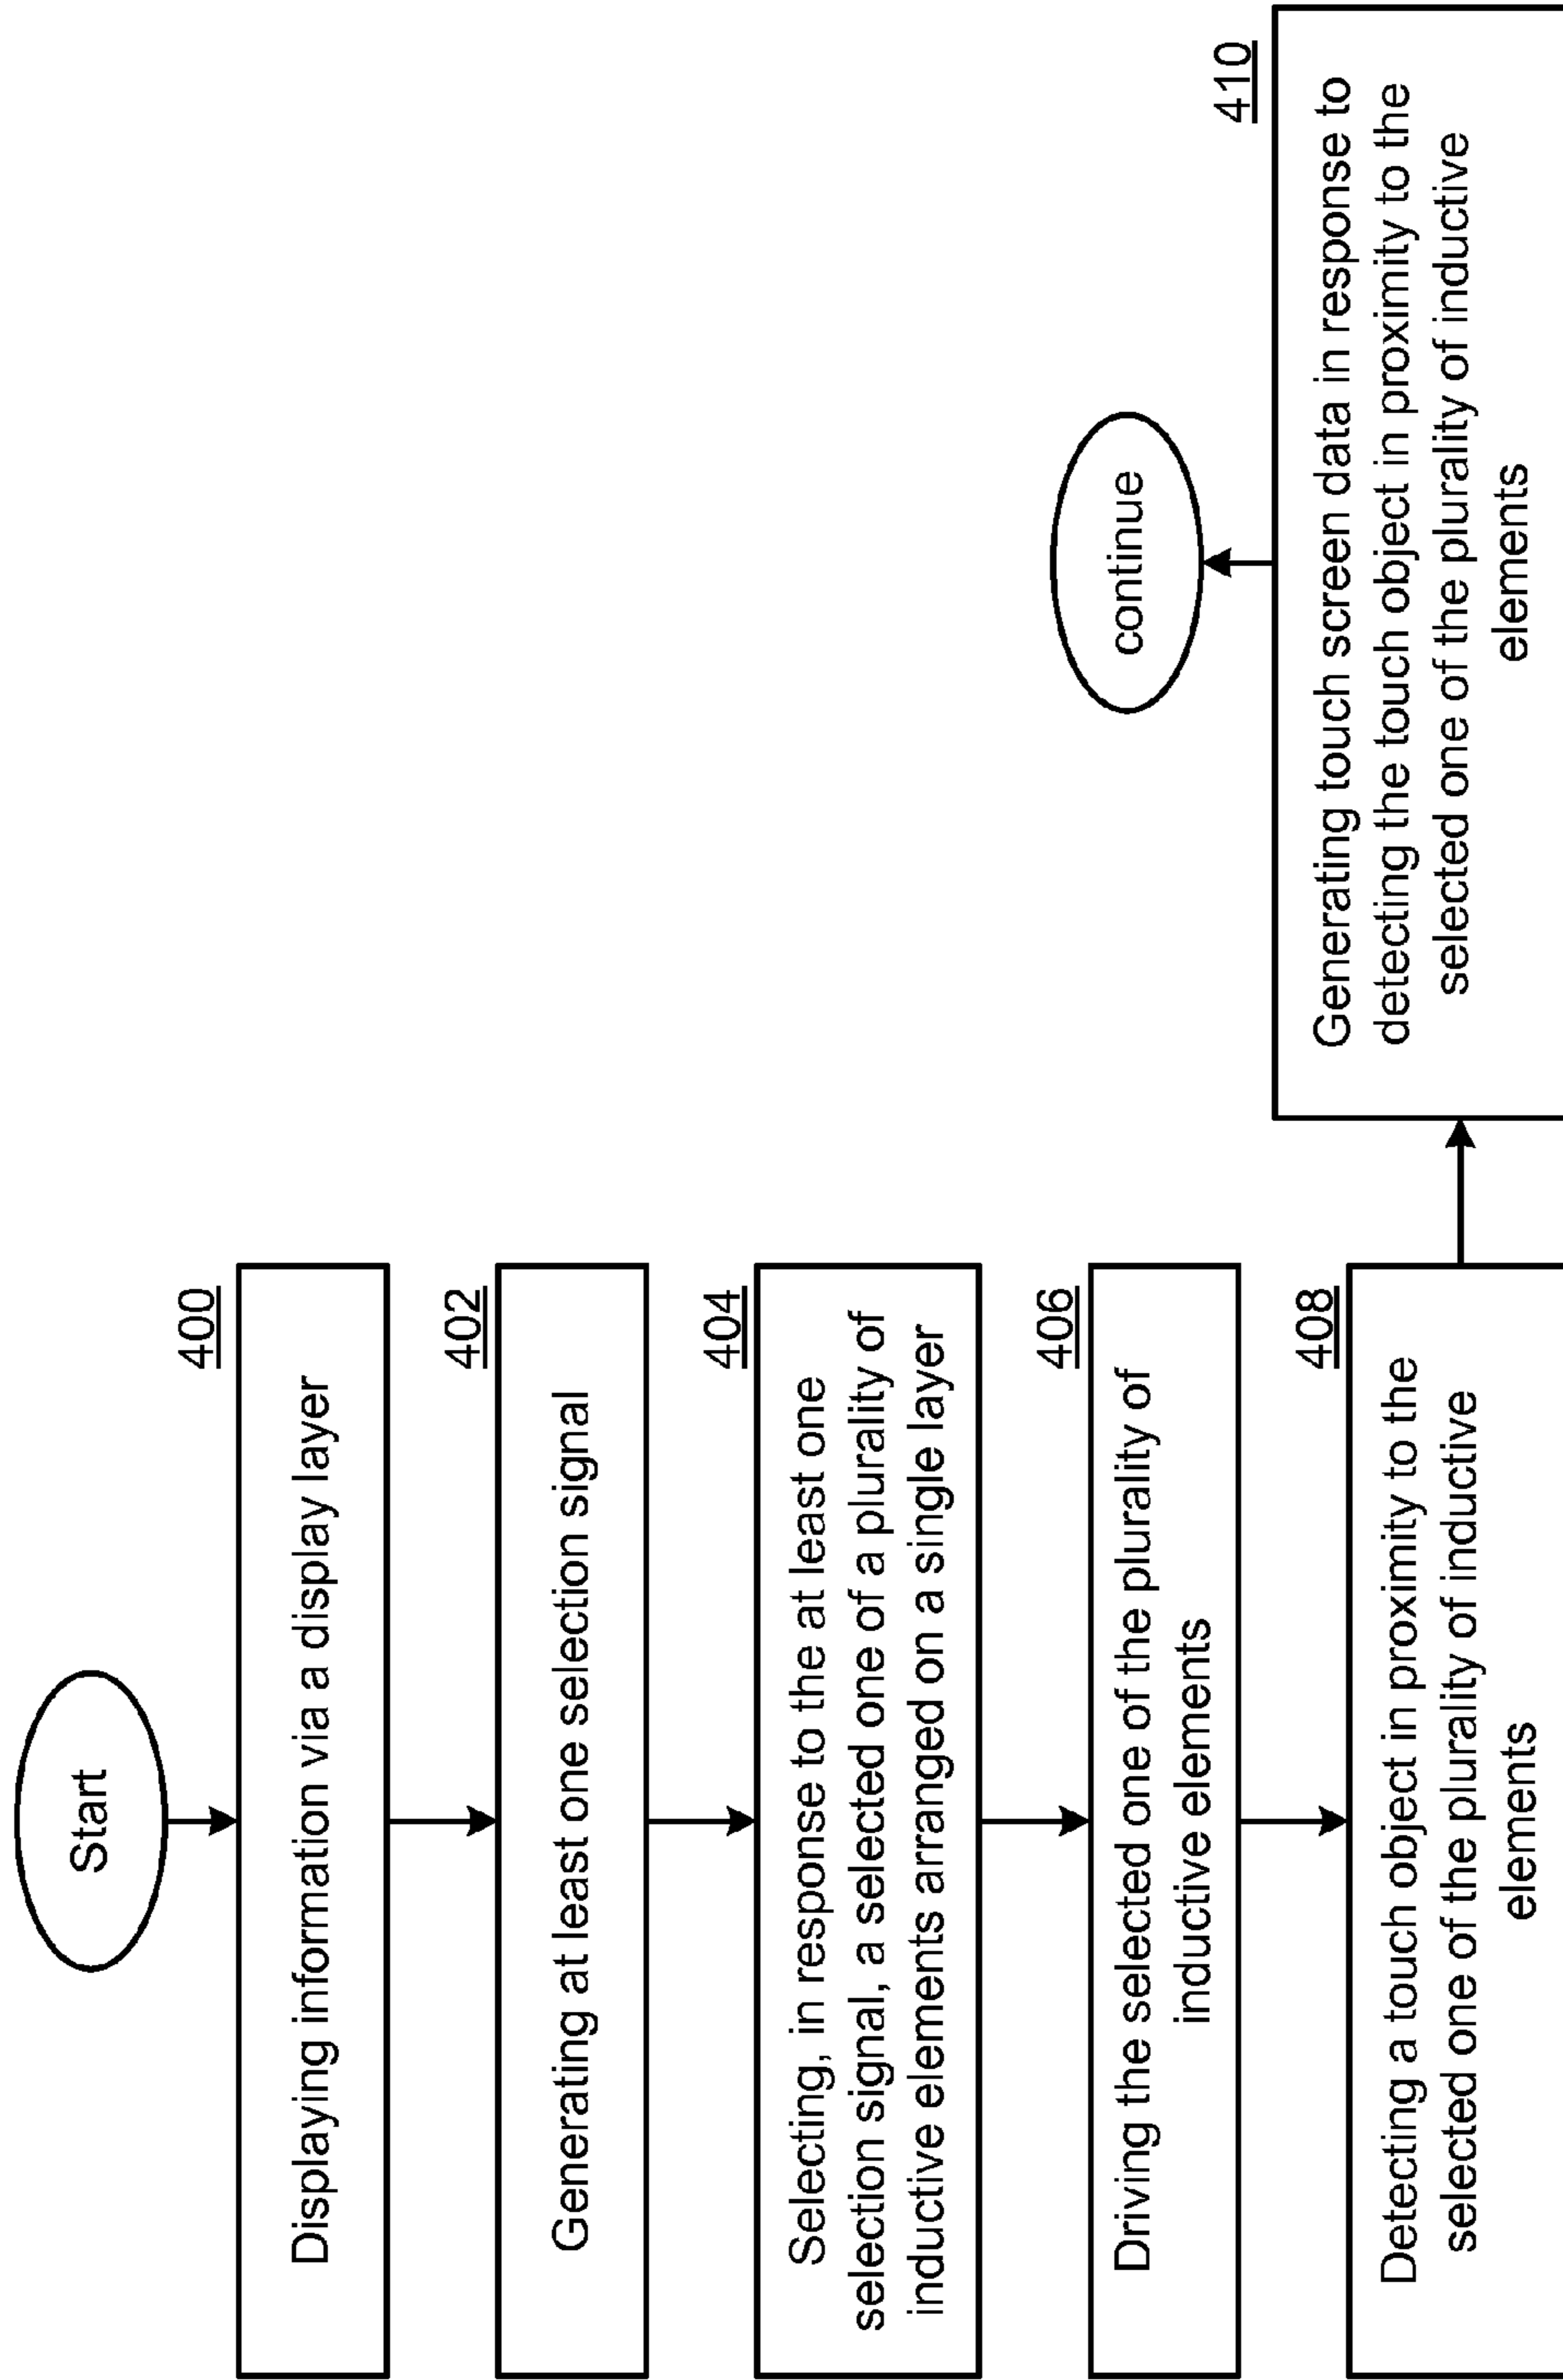 Start
400
Displaying information via a display layer
402
Generating at least one selection signal
404
Selecting, in response to the at least one
selection signal, a selected one of a plurality of
inductive elements arranged on a single layer
406
Driving the selected one of the plurality of
inductive elements
408
Detecting a touch object in proximity to the
selected one of the plurality of inductive
elements
410
Generating touch screen data in response to
detecting the touch object in proximity to the
selected one of the plurality of inductive
elements
continue